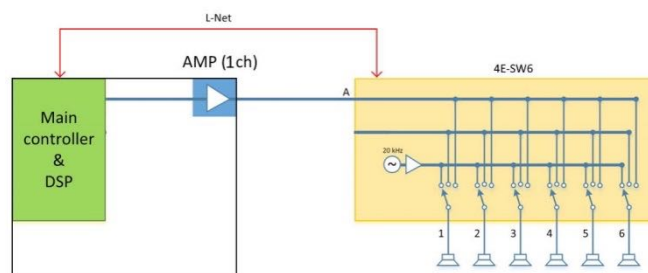 L-Net
AMP (1ch)
4E-SW6
A
Main
controller
&
DSP
20 kHz
~
1
2
3
4
5
6